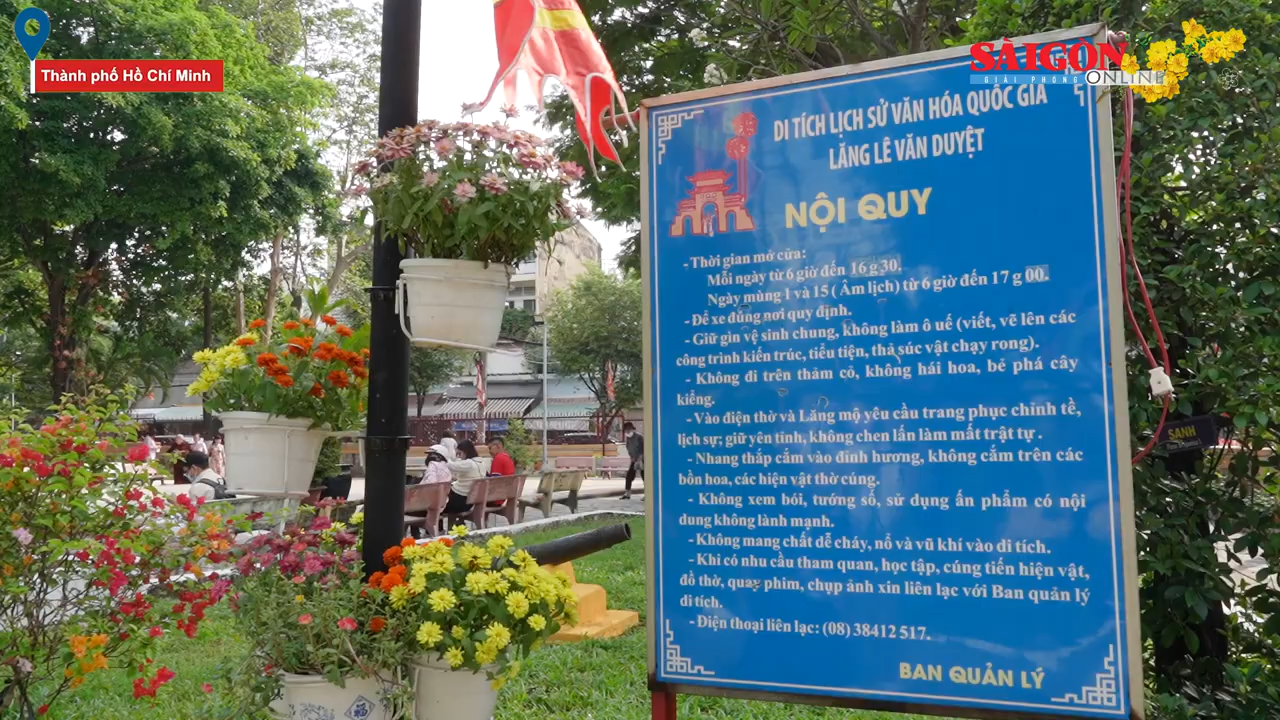 Thành phố Hồ Chí Minh
SÀI GÒN
GIẢI PHÓNG ONLINE
DI TÍCH LỊCH SỬ VĂN HÓA QUỐC GIA
LĂNG LÊ VĂN DUYỆT
NỘI QUY
- Thời gian mở cửa:
Mỗi ngày từ 6 giờ đến 16 g 30.
Ngày mùng 1 và 15 ( Âm lịch) từ 6 giờ đến 17 g 00.
- Để xe đúng nơi quy định.
- Giữ gìn vệ sinh chung, không làm ô uế (viết, vẽ lên các
công trình kiến trúc, tiểu tiện, thả súc vật chạy rong).
- Không đi trên thảm cỏ, không hái hoa, bẻ phá cây
kiểng.
- Vào điện thờ và Lăng mộ yêu cầu trang phục chỉnh tề,
lịch sự; giữ yên tĩnh, không chen lấn làm mất trật tự .
- Nhang thắp cắm vào đỉnh hương, không cắm trên các
bồn hoa, các hiện vật thờ cúng.
- Không xem bói, tướng số, sử dụng ấn phẩm có nội
dung không lành mạnh.
- Không mang chất dễ cháy, nổ và vũ khí vào di tích.
- Khi có nhu cầu tham quan, học tập, cúng tiến hiện vật,
đồ thờ, quay phim, chụp ảnh xin liên lạc với Ban quản lý
di tích.
- Điện thoại liên lạc: (08) 38412 517.
BAN QUẢN LÝ
SẠNH